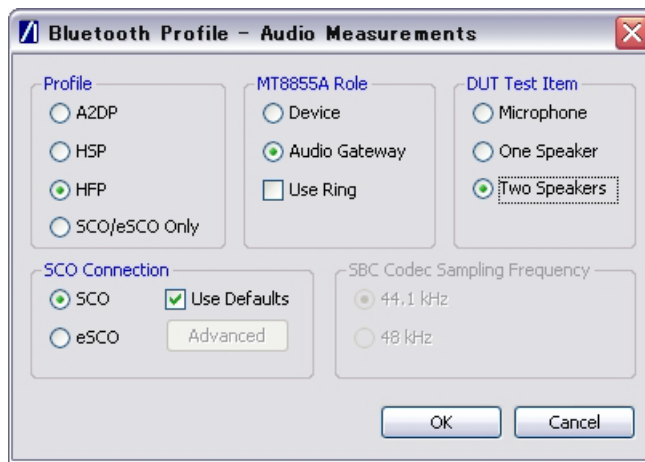 Bluetooth Profile - Audio Measurements
Profile
A2DP
HSP
HFP
SCO/eSCO Only
MT8855A Role
Device
Audio Gateway
Use Ring
DUT Test Item
Microphone
One Speaker
Two Speakers
SCO Connection
SCO
Use Defaults
eSCO
Advanced
SBC Codec Sampling Frequency
44.1 kHz
48 kHz
OK
Cancel